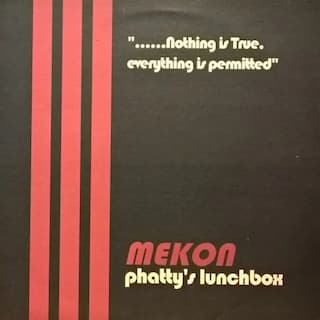 "......Nothing is True.
everything is permitted"
MEKON
phatty's lunchbox